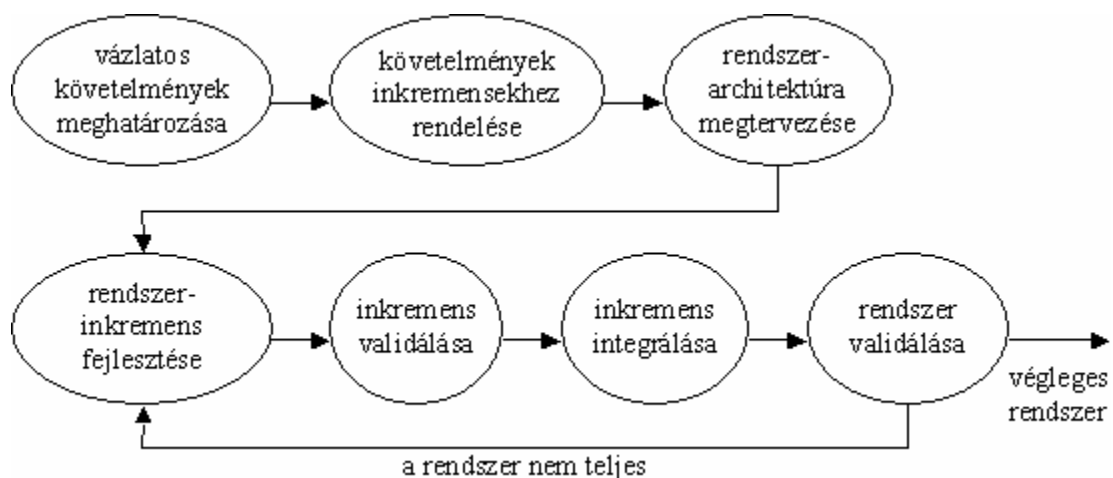 vázlatos
követelmények
meghatározása
követelmények
inkremensekhez
rendelése
rendszer-
architektúra
megtervezése
rendszer-
inkremens
fejlesztése
inkremens
validálása
inkremens
integrálása
rendszer
validálása
végleges
rendszer
a rendszer nem teljes